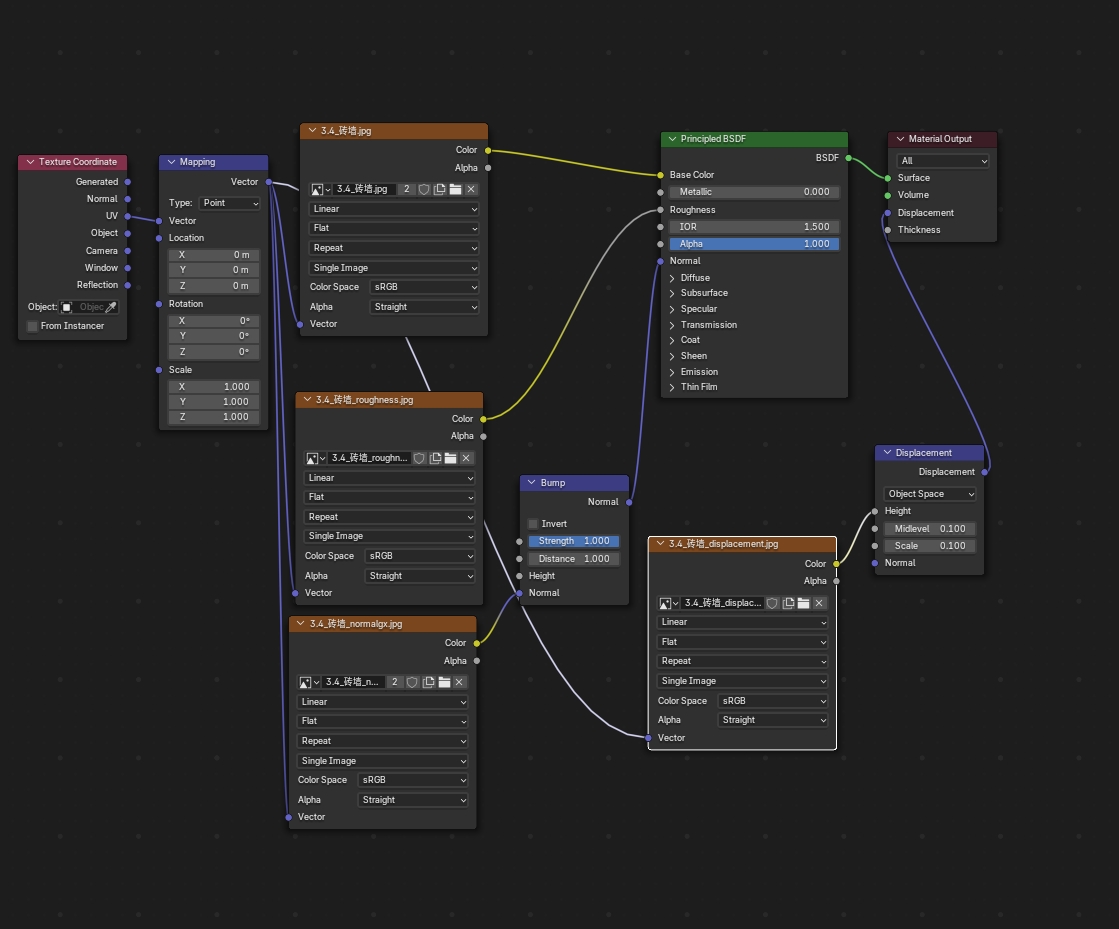 Texture Coordinate
Generated
Normal
UV
Object
Camera
Window
Reflection
Object:
Objec
From Instancer
Mapping
Vector
Type: Point
Vector
Location
X 0 m
Y 0 m
Z 0 m
Rotation
X 0°
Y 0°
Z 0°
Scale
X 1.000
Y 1.000
Z 1.000
3.4_砖墙.jpg
Color
Alpha
3.4_砖墙.jpg 2
Linear
Flat
Repeat
Single Image
Color Space sRGB
Alpha Straight
Vector
3.4_砖墙_roughness.jpg
Color
Alpha
3.4_砖墙_roughn...
Linear
Flat
Repeat
Single Image
Color Space sRGB
Alpha Straight
Vector
3.4_砖墙_normalgx.jpg
Color
Alpha
3.4_砖墙_n... 2
Linear
Flat
Repeat
Single Image
Color Space sRGB
Alpha Straight
Vector
Bump
Normal
Invert
Strength 1.000
Distance 1.000
Height
Normal
Principled BSDF
BSDF
Base Color
Metallic 0.000
Roughness
IOR 1.500
Alpha 1.000
Normal
Diffuse
Subsurface
Specular
Transmission
Coat
Sheen
Emission
Thin Film
3.4_砖墙_displacement.jpg
Color
Alpha
3.4_砖墙_displac...
Linear
Flat
Repeat
Single Image
Color Space sRGB
Alpha Straight
Vector
Material Output
All
Surface
Volume
Displacement
Thickness
Displacement
Displacement
Object Space
Height
Midlevel 0.100
Scale 0.100
Normal